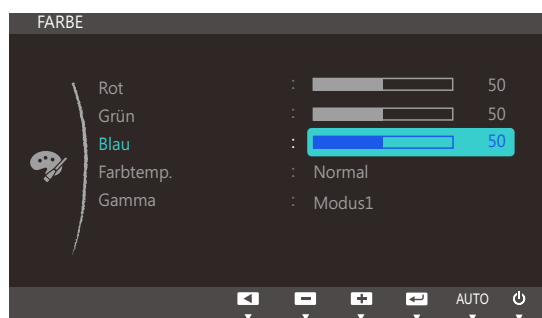 FARBE
Rot : 50
Grün : 50
Blau : 50
Farbtemp. : Normal
Gamma : Modus1
AUTO